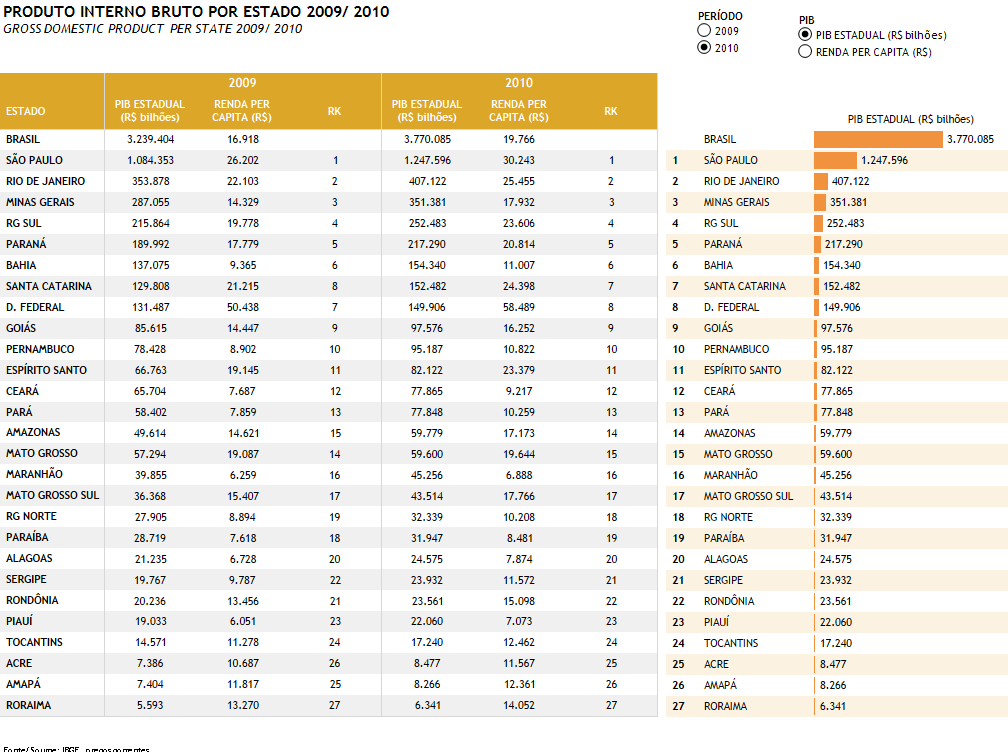 PRODUTO INTERNO BRUTO POR ESTADO 2009/ 2010
GROSS DOMESTIC PRODUCT PER STATE 2009/ 2010
PERÍODO
2009
2010
PIB
PIB ESTADUAL (R$ bilhões)
RENDA PER CAPITA (R$)
2009 2010
ESTADO PIB ESTADUAL (R$ bilhões) RENDA PER CAPITA (R$) RK PIB ESTADUAL (R$ bilhões) RENDA PER CAPITA (R$) RK
BRASIL 3.239.404 16.918 3.770.085 19.766
SÃO PAULO 1.084.353 26.202 1 1.247.596 30.243 1
RIO DE JANEIRO 353.878 22.103 2 407.122 25.455 2
MINAS GERAIS 287.055 14.329 3 351.381 17.932 3
RG SUL 215.864 19.778 4 252.483 23.606 4
PARANÁ 189.992 17.779 5 217.290 20.814 5
BAHIA 137.075 9.365 6 154.340 11.007 6
SANTA CATARINA 129.808 21.215 8 152.482 24.398 7
D. FEDERAL 131.487 50.438 7 149.906 58.489 8
GOIÁS 85.615 14.447 9 97.576 16.252 9
PERNAMBUCO 78.428 8.902 10 95.187 10.822 10
ESPÍRITO SANTO 66.763 19.145 11 82.122 23.379 11
CEARÁ 65.704 7.687 12 77.865 9.217 12
PARÁ 58.402 7.859 13 77.848 10.259 13
AMAZONAS 49.614 14.621 15 59.779 17.173 14
MATO GROSSO 57.294 19.087 14 59.600 19.644 15
MARANHÃO 39.855 6.259 16 45.256 6.888 16
MATO GROSSO SUL 36.368 15.407 17 43.514 17.766 17
RG NORTE 27.905 8.894 19 32.339 10.208 18
PARAÍBA 28.719 7.618 18 31.947 8.481 19
ALAGOAS 21.235 6.728 20 24.575 7.874 20
SERGIPE 19.767 9.787 22 23.932 11.572 21
RONDÔNIA 20.236 13.456 21 23.561 15.098 22
PIAUÍ 19.033 6.051 23 22.060 7.073 23
TOCANTINS 14.571 11.278 24 17.240 12.462 24
ACRE 7.386 10.687 26 8.477 11.567 25
AMAPÁ 7.404 11.817 25 8.266 12.361 26
RORAIMA 5.593 13.270 27 6.341 14.052 27
PIB ESTADUAL (R$ bilhões)
BRASIL 3.770.085
1 SÃO PAULO 1.247.596
2 RIO DE JANEIRO 407.122
3 MINAS GERAIS 351.381
4 RG SUL 252.483
5 PARANÁ 217.290
6 BAHIA 154.340
7 SANTA CATARINA 152.482
8 D. FEDERAL 149.906
9 GOIÁS 97.576
10 PERNAMBUCO 95.187
11 ESPÍRITO SANTO 82.122
12 CEARÁ 77.865
13 PARÁ 77.848
14 AMAZONAS 59.779
15 MATO GROSSO 59.600
16 MARANHÃO 45.256
17 MATO GROSSO SUL 43.514
18 RG NORTE 32.339
19 PARAÍBA 31.947
20 ALAGOAS 24.575
21 SERGIPE 23.932
22 RONDÔNIA 23.561
23 PIAUÍ 22.060
24 TOCANTINS 17.240
25 ACRE 8.477
26 AMAPÁ 8.266
27 RORAIMA 6.341
Fonte/Source: IBGE, preços correntes